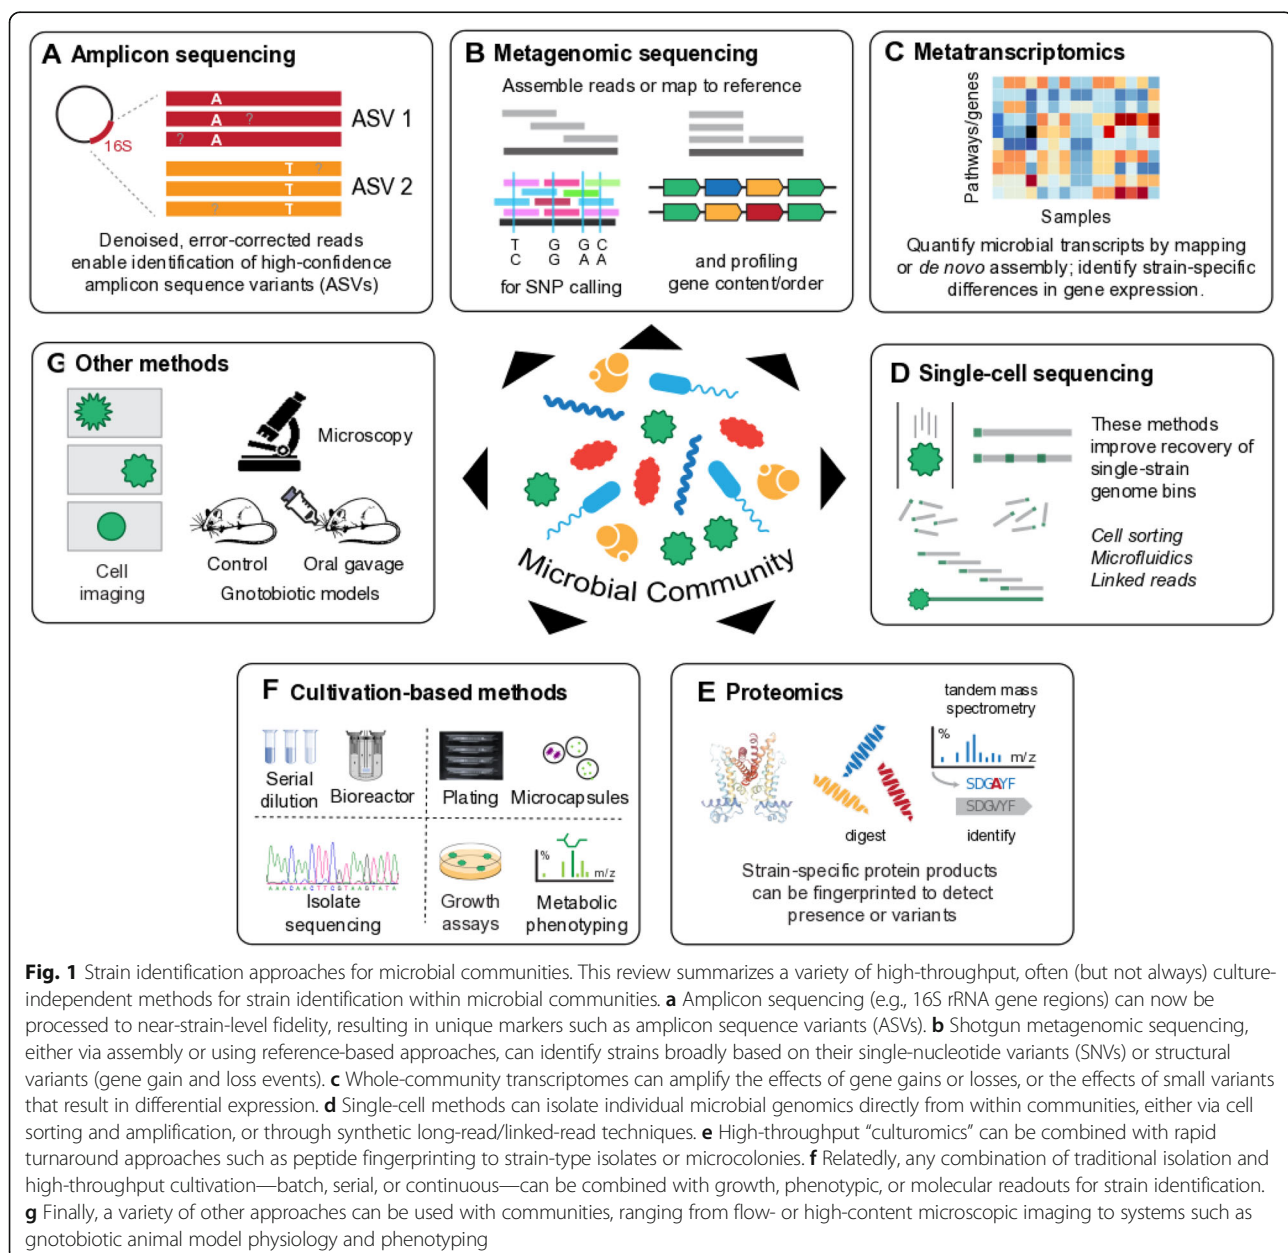 A Amplicon sequencing
A
A
?
?
A
16S
ASV 1
T
?
T
?
T
ASV 2
Denoised, error-corrected reads
enable identification of high-confidence
amplicon sequence variants (ASVs)
B Metagenomic sequencing
Assemble reads or map to reference
T G G C
C G A A
for SNP calling
and profiling
gene content/order
C Metatranscriptomics
Pathways/genes
Samples
Quantify microbial transcripts by mapping
or de novo assembly; identify strain-specific
differences in gene expression.
G Other methods
Microscopy
Cell
imaging
Control
Oral gavage
Gnotobiotic models
Microbial Community
D Single-cell sequencing
These methods
improve recovery of
single-strain
genome bins
Cell sorting
Microfluidics
Linked reads
F Cultivation-based methods
Serial
dilution
Bioreactor
Plating
Microcapsules
AAACAACTTCGTAAGTATA
Isolate
sequencing
Growth
assays
%
m/z
Metabolic
phenotyping
E Proteomics
tandem mass
spectrometry
%
m/z
SDGAYF
SDGVYF
digest
identify
Strain-specific protein products
can be fingerprinted to detect
presence or variants
Fig. 1 Strain identification approaches for microbial communities. This review summarizes a variety of high-throughput, often (but not always) culture-
independent methods for strain identification within microbial communities. a Amplicon sequencing (e.g., 16S rRNA gene regions) can now be
processed to near-strain-level fidelity, resulting in unique markers such as amplicon sequence variants (ASVs). b Shotgun metagenomic sequencing,
either via assembly or using reference-based approaches, can identify strains broadly based on their single-nucleotide variants (SNVs) or structural
variants (gene gain and loss events). c Whole-community transcriptomes can amplify the effects of gene gains or losses, or the effects of small variants
that result in differential expression. d Single-cell methods can isolate individual microbial genomics directly from within communities, either via cell
sorting and amplification, or through synthetic long-read/linked-read techniques. e High-throughput “culturomics” can be combined with rapid
turnaround approaches such as peptide fingerprinting to strain-type isolates or microcolonies. f Relatedly, any combination of traditional isolation and
high-throughput cultivation—batch, serial, or continuous—can be combined with growth, phenotypic, or molecular readouts for strain identification.
g Finally, a variety of other approaches can be used with communities, ranging from flow- or high-content microscopic imaging to systems such as
gnotobiotic animal model physiology and phenotyping